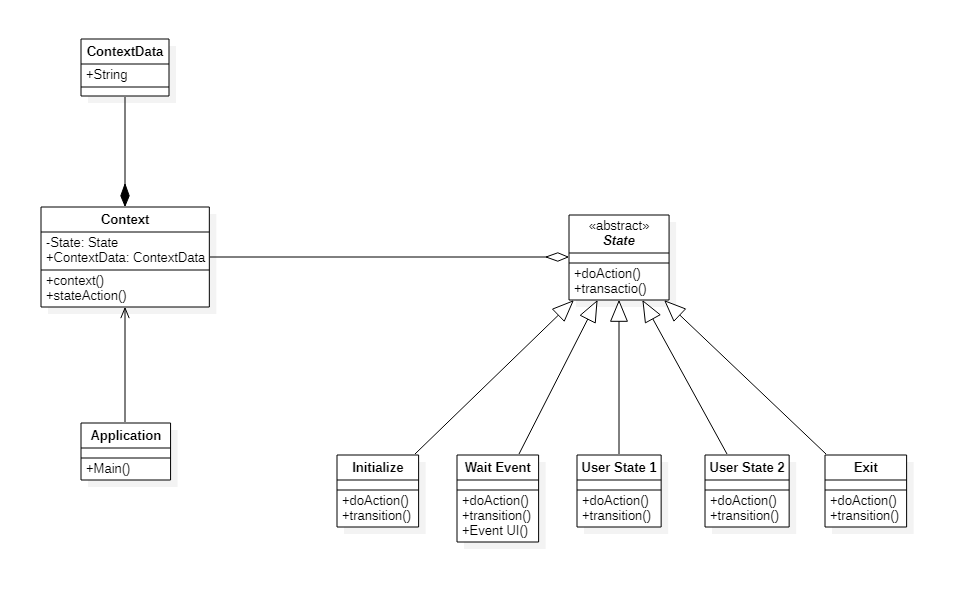 ContextData
+String
Context
-State: State
+ContextData: ContextData
+context()
+stateAction()
«abstract»
State
+doAction()
+transactio()
Application
+Main()
Initialize
+doAction()
+transition()
Wait Event
+doAction()
+transition()
+Event UI()
User State 1
+doAction()
+transition()
User State 2
+doAction()
+transition()
Exit
+doAction()
+transition()